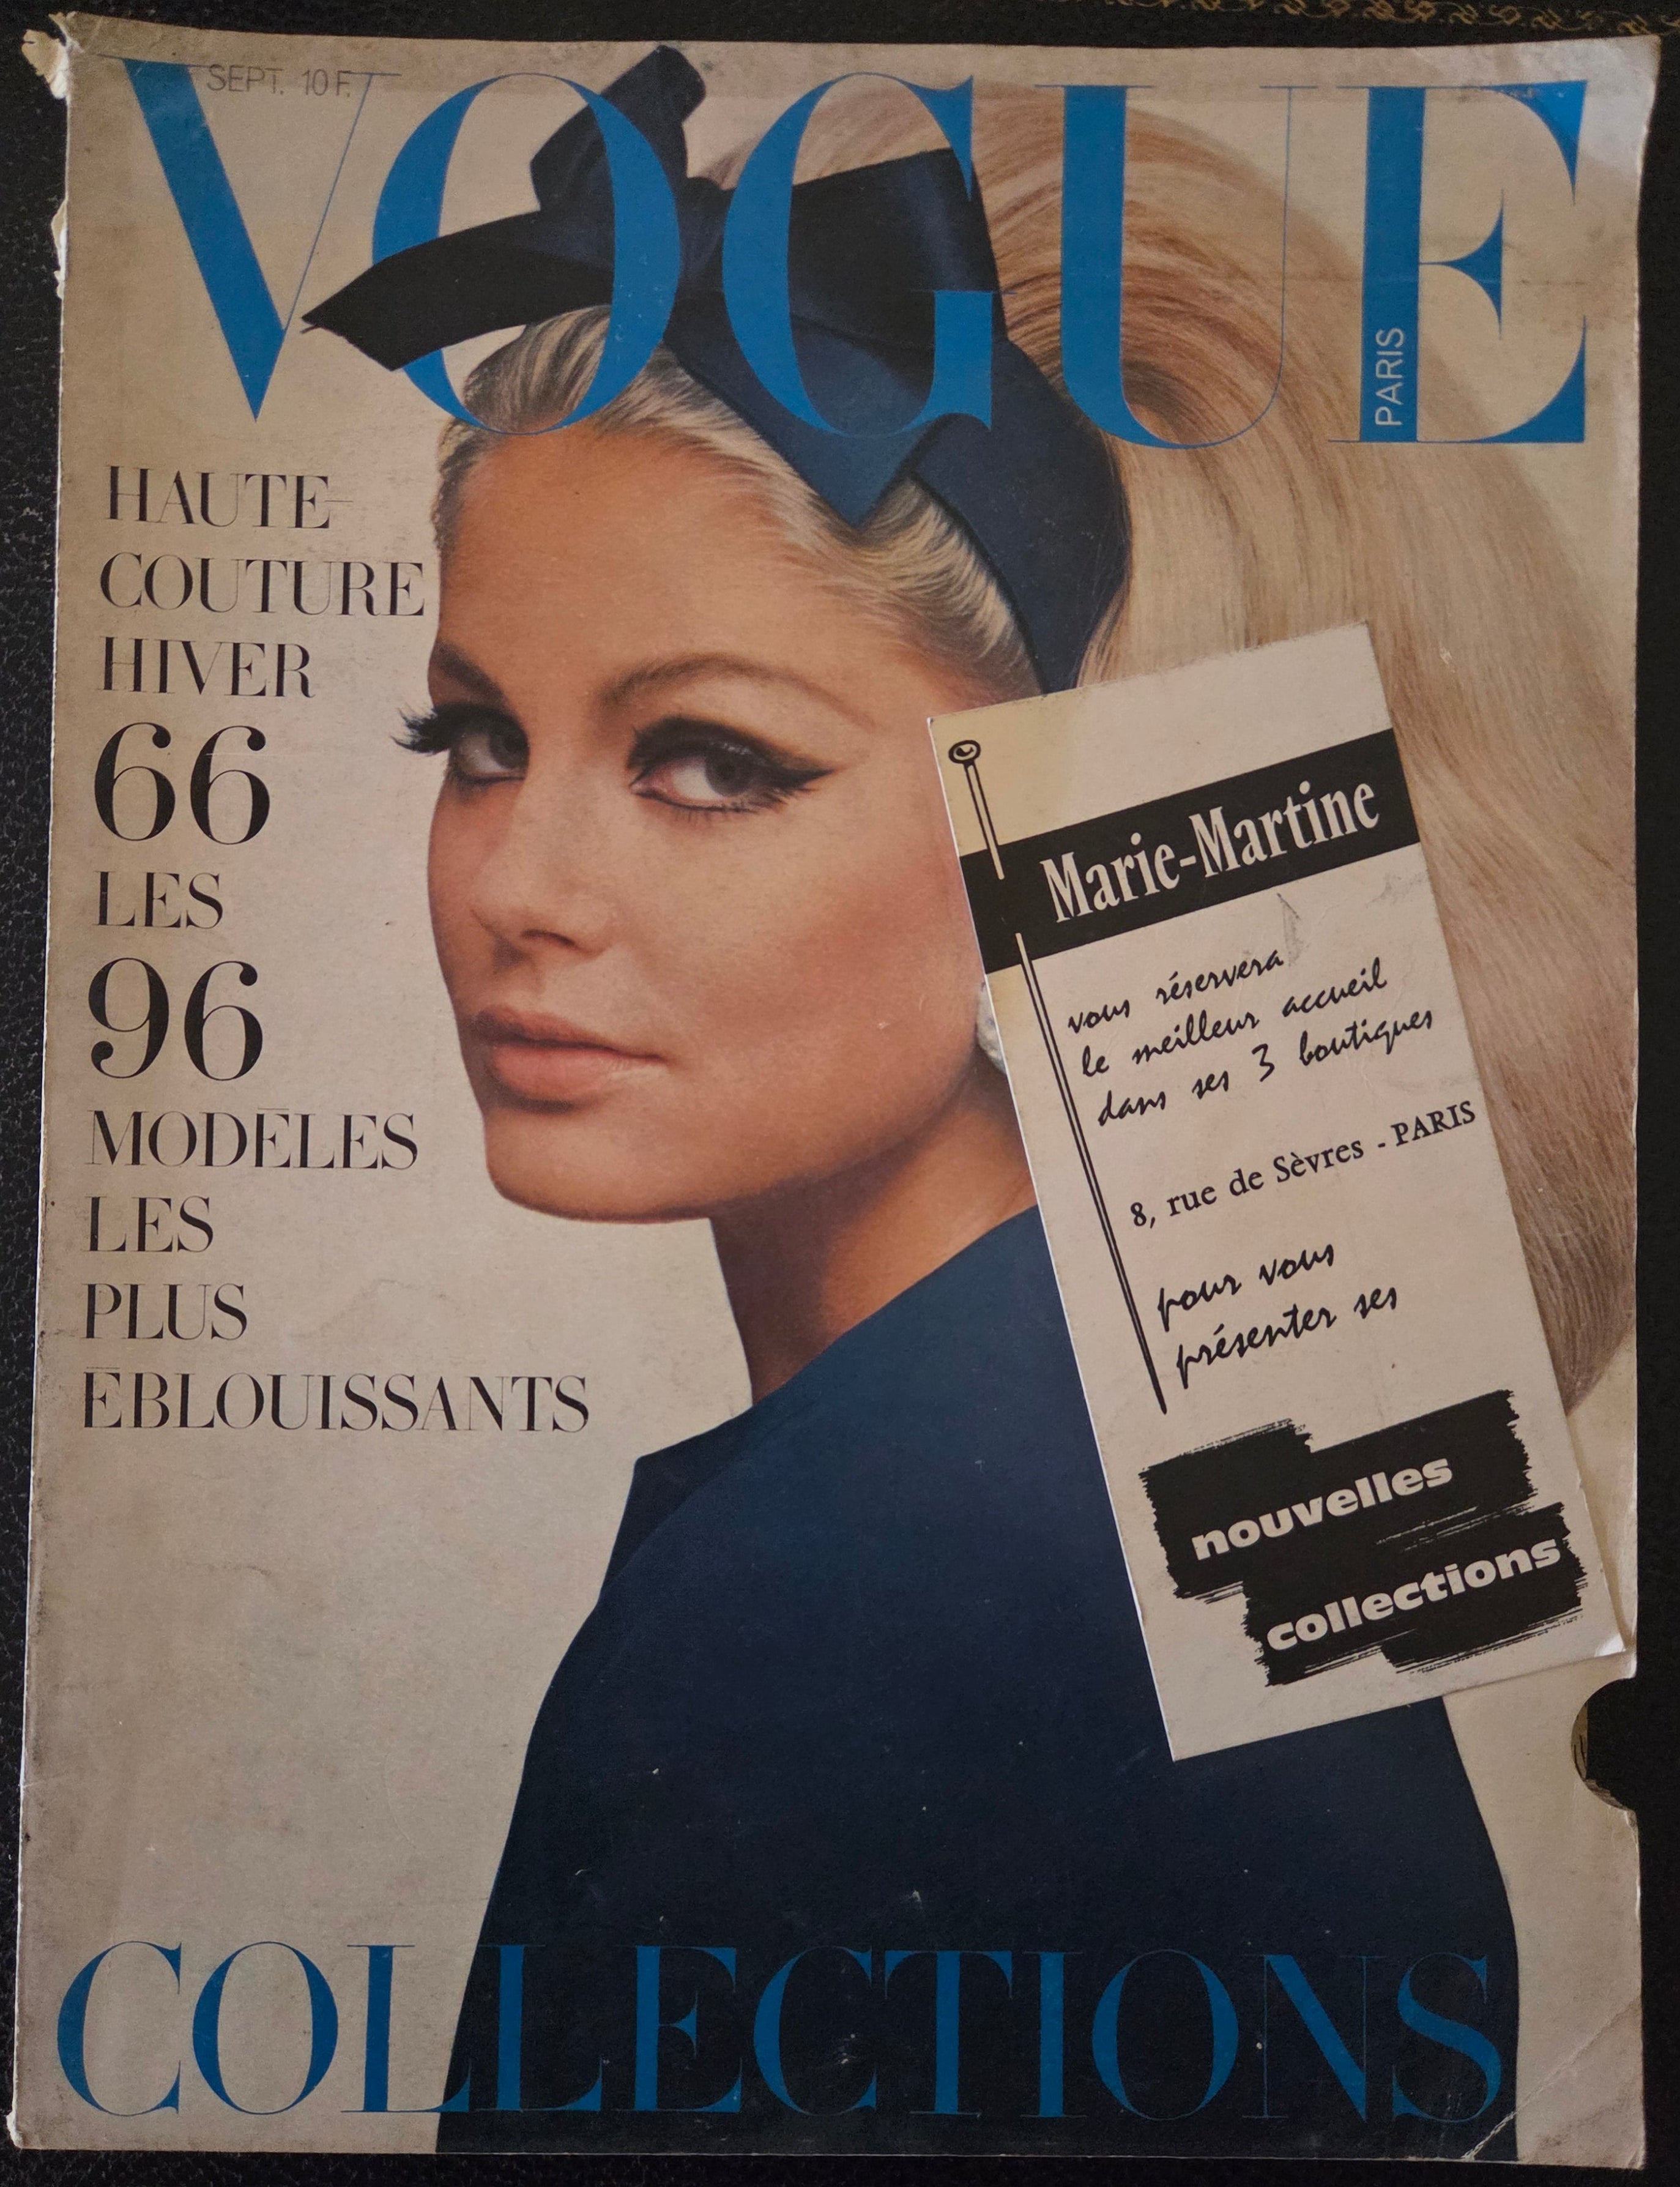 SEPT. 10 F.
VOGUE
PARIS
HAUTE-
COUTURE
HIVER
66
LES
96
MODÈLES
LES
PLUS
ÉBLOUISSANTS
Marie-Martine
vous réservera
le meilleur accueil
dans ses 3 boutiques
8, rue de Sèvres - PARIS
pour vous
présenter ses
nouvelles
collections
COLLECTIONS